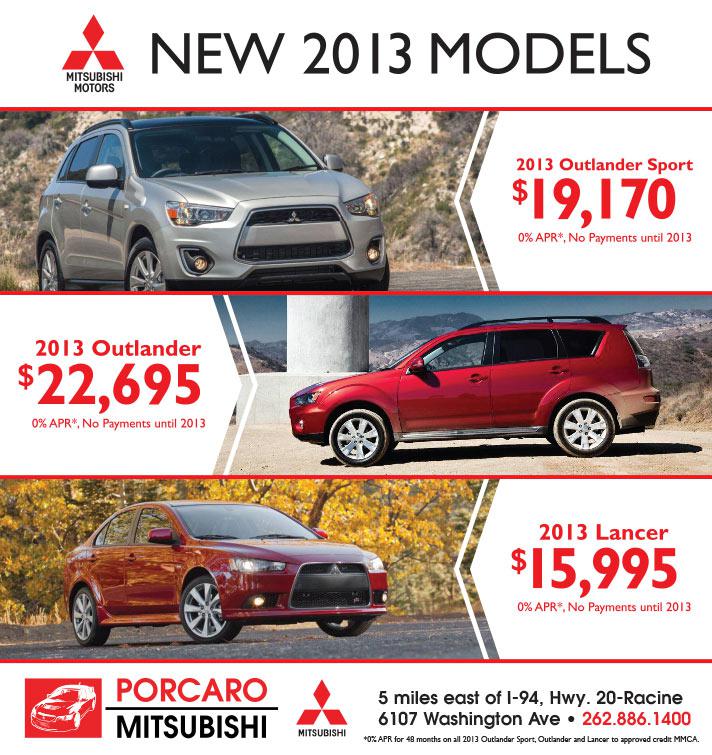 MITSUBISHI
MOTORS
NEW 2013 MODELS
2013 Outlander Sport
$19,170
0% APR*, No Payments until 2013
2013 Outlander
$22,695
0% APR*, No Payments until 2013
2013 Lancer
$15,995
0% APR*, No Payments until 2013
PORCARO
MITSUBISHI
MITSUBISHI
5 miles east of I-94, Hwy. 20-Racine
6107 Washington Ave • 262.886.1400
*0% APR for 48 months on all 2013 Outlander Sport, Outlander and Lancer to approved credit MMCA.